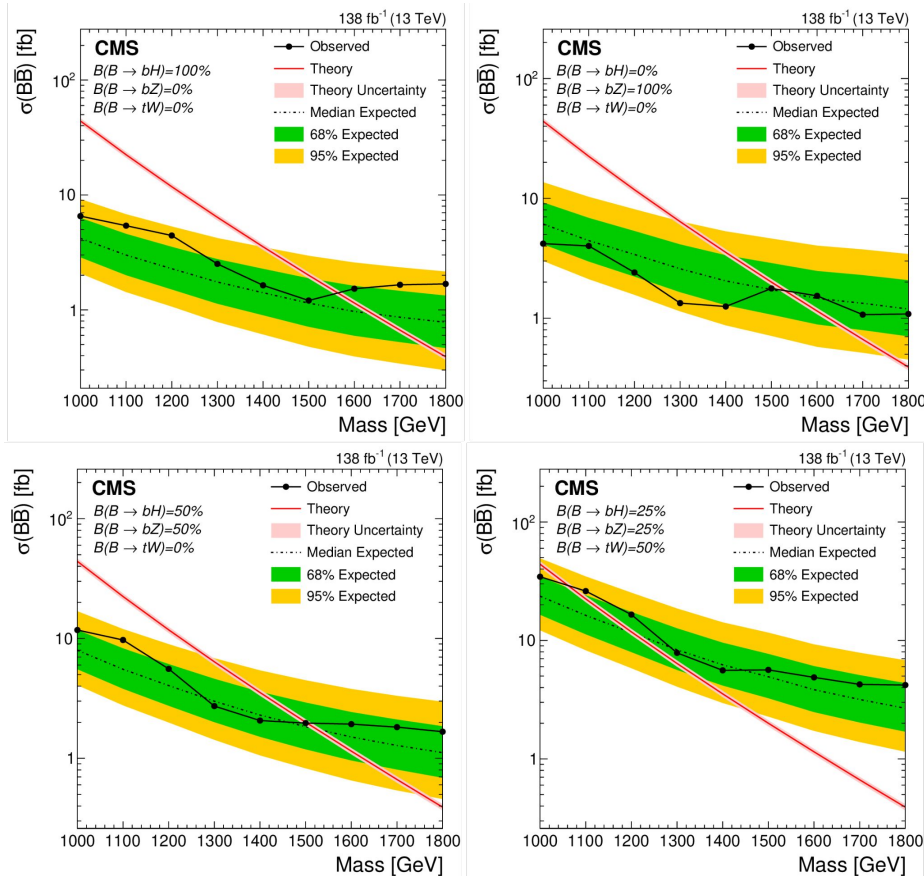 138 fb⁻¹ (13 TeV)
CMS
B(B → bH)=100%
B(B → bZ)=0%
B(B → tW)=0%
Observed
Theory
Theory Uncertainty
Median Expected
68% Expected
95% Expected
σ(BB̅) [fb]
10²
10
1
1000 1100 1200 1300 1400 1500 1600 1700 1800
Mass [GeV]
138 fb⁻¹ (13 TeV)
CMS
B(B → bH)=0%
B(B → bZ)=100%
B(B → tW)=0%
Observed
Theory
Theory Uncertainty
Median Expected
68% Expected
95% Expected
σ(BB̅) [fb]
10²
10
1
1000 1100 1200 1300 1400 1500 1600 1700 1800
Mass [GeV]
138 fb⁻¹ (13 TeV)
CMS
B(B → bH)=50%
B(B → bZ)=50%
B(B → tW)=0%
Observed
Theory
Theory Uncertainty
Median Expected
68% Expected
95% Expected
σ(BB̅) [fb]
10²
10
1
1000 1100 1200 1300 1400 1500 1600 1700 1800
Mass [GeV]
138 fb⁻¹ (13 TeV)
CMS
B(B → bH)=25%
B(B → bZ)=25%
B(B → tW)=50%
Observed
Theory
Theory Uncertainty
Median Expected
68% Expected
95% Expected
σ(BB̅) [fb]
10²
10
1
1000 1100 1200 1300 1400 1500 1600 1700 1800
Mass [GeV]